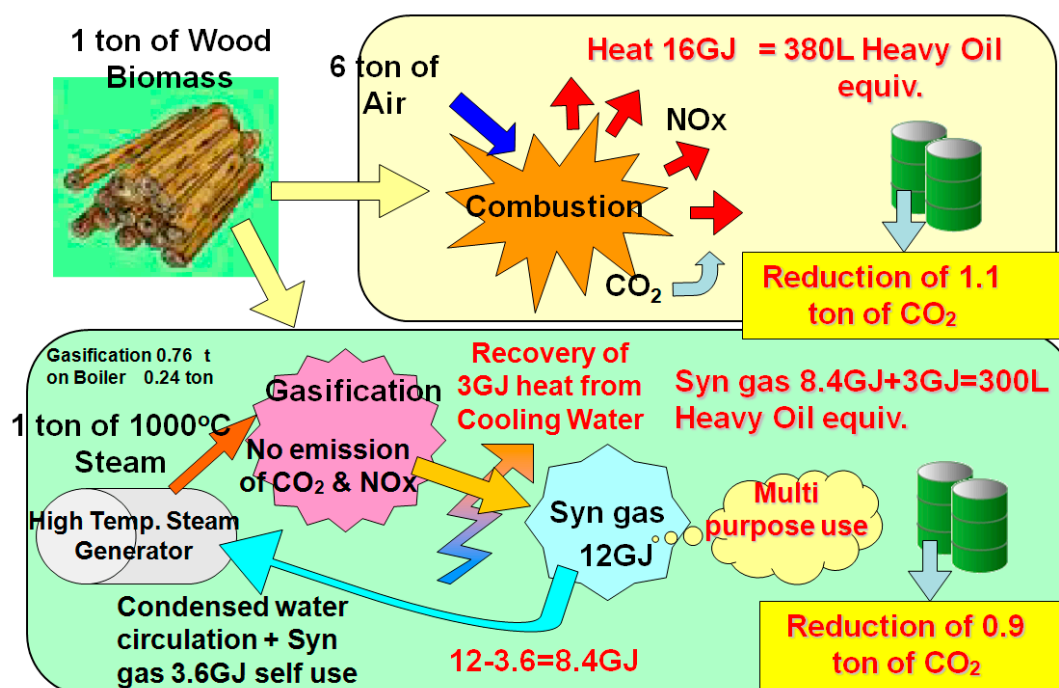 1 ton of Wood
Biomass
6 ton of
Air
Heat 16GJ = 380L Heavy Oil
equiv.
NOx
Combustion
CO₂
Reduction of 1.1
ton of CO₂
Gasification 0.76 t
on Boiler 0.24 ton
1 ton of 1000ºC
Steam
High Temp. Steam
Generator
Gasification
No emission
of CO₂ & NOx
Recovery of
3GJ heat from
Cooling Water
Syn gas 8.4GJ+3GJ=300L
Heavy Oil equiv.
Syn gas
12GJ
Multi
purpose use
Condensed water
circulation + Syn
gas 3.6GJ self use
12-3.6=8.4GJ
Reduction of 0.9
ton of CO₂